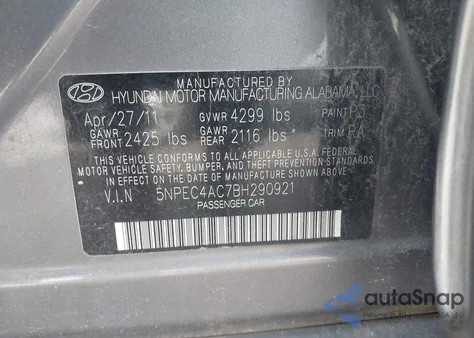 MANUFACTURED BY
HYUNDAI MOTOR MANUFACTURING ALABAMA, LLC
Apr/27/11 GVWR 4299 lbs PAINT P3
GAWR FRONT 2425 lbs GAWR REAR 2116 lbs TRIM RA
THIS VEHICLE CONFORMS TO ALL APPLICABLE U.S. FEDERAL
MOTOR VEHICLE SAFETY, BUMPER, AND THEFT PREVENTION STANDARDS
IN EFFECT ON THE DATE OF MANUFACTURE SHOWN ABOVE.
V.I.N 5NPEC4AC7BH290921
PASSENGER CAR
autoSnap